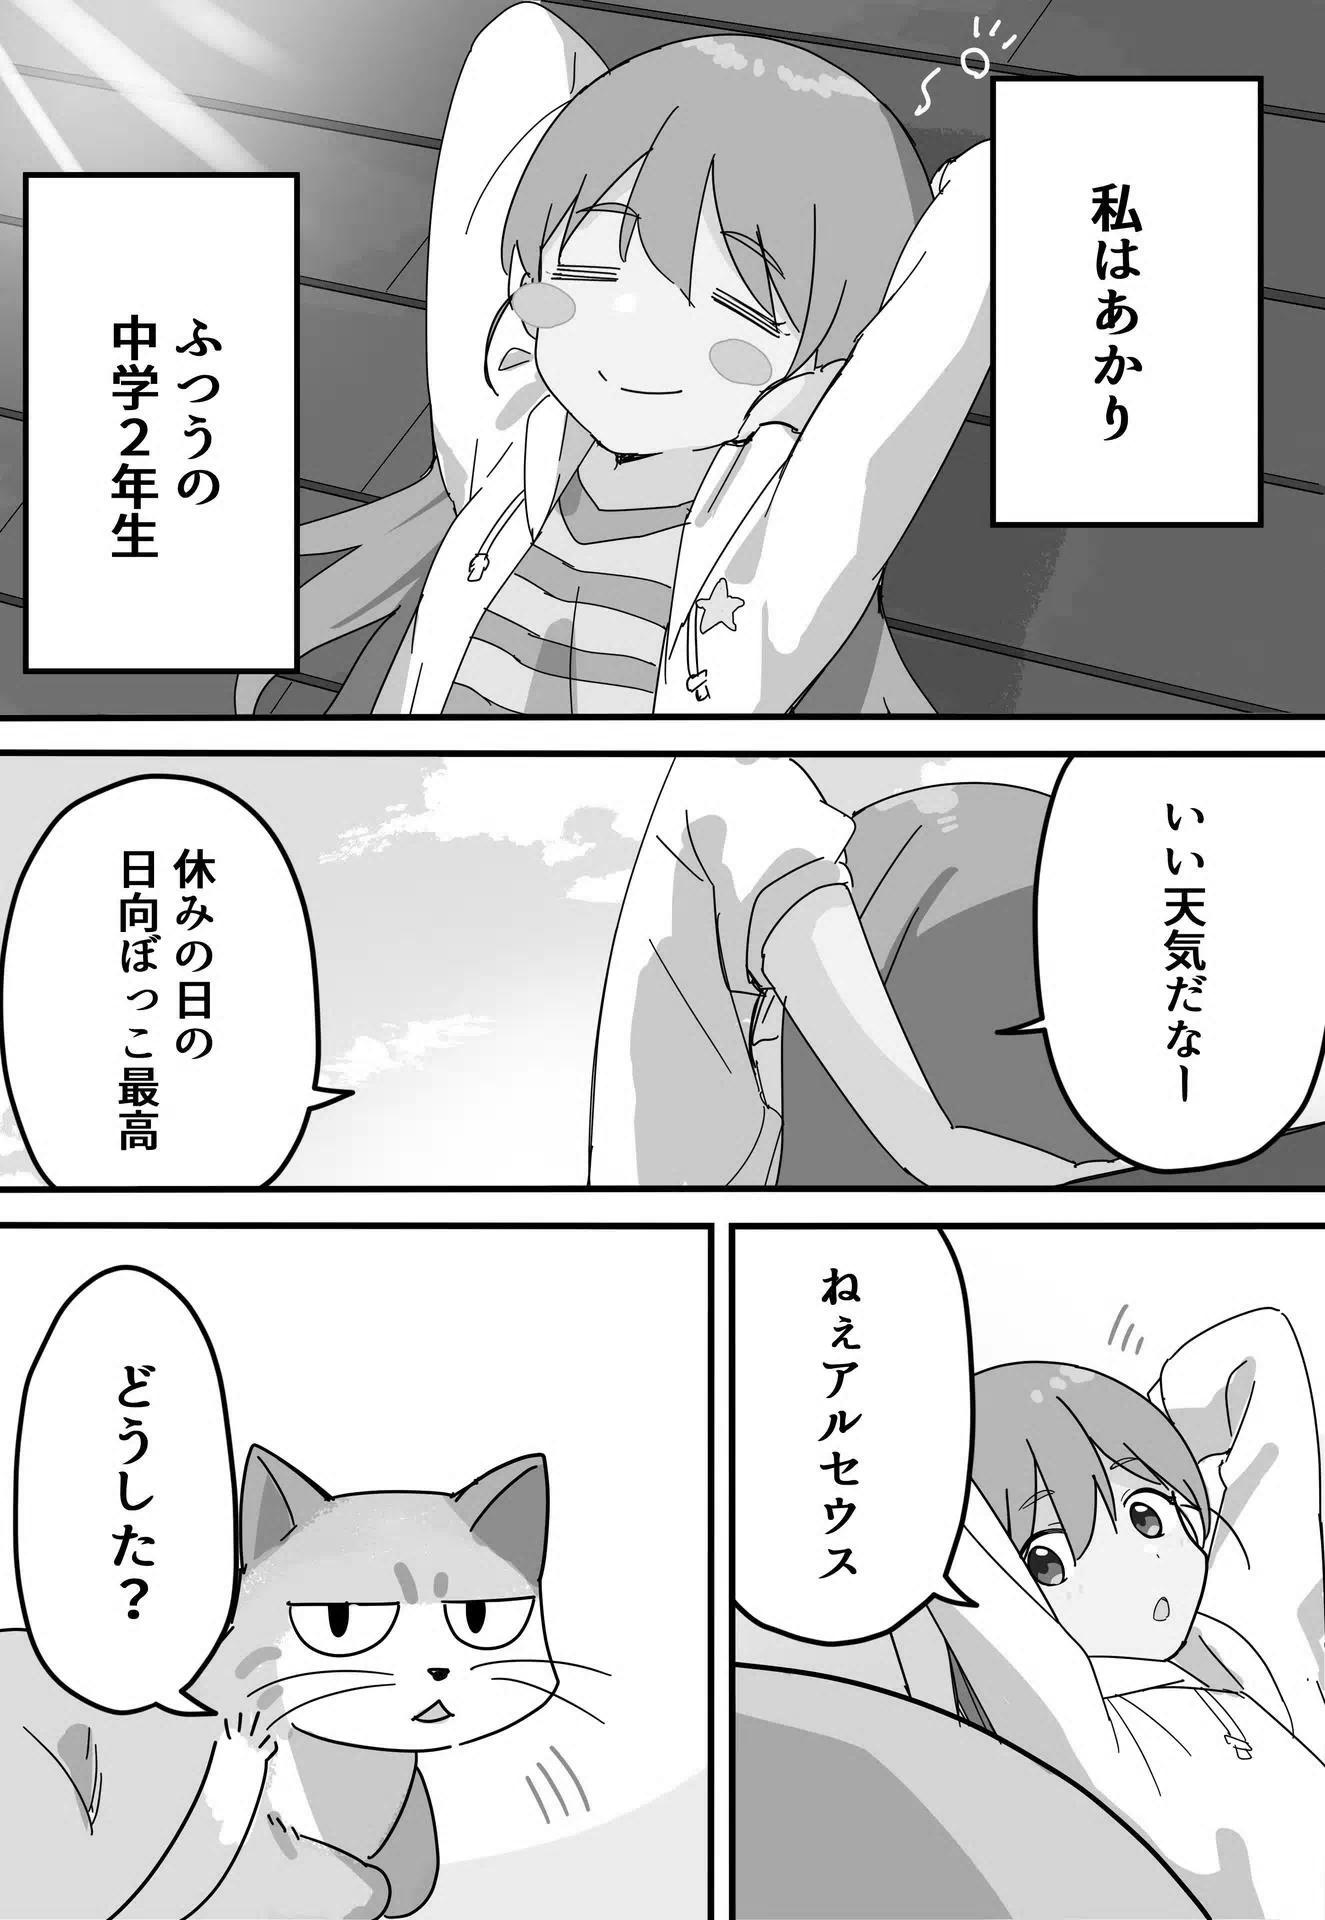 私はあかり
ふつうの
中学2年生
いい天気だなー
休みの日の
日向ぼっこ最高
ねぇアルセウス
どうした?